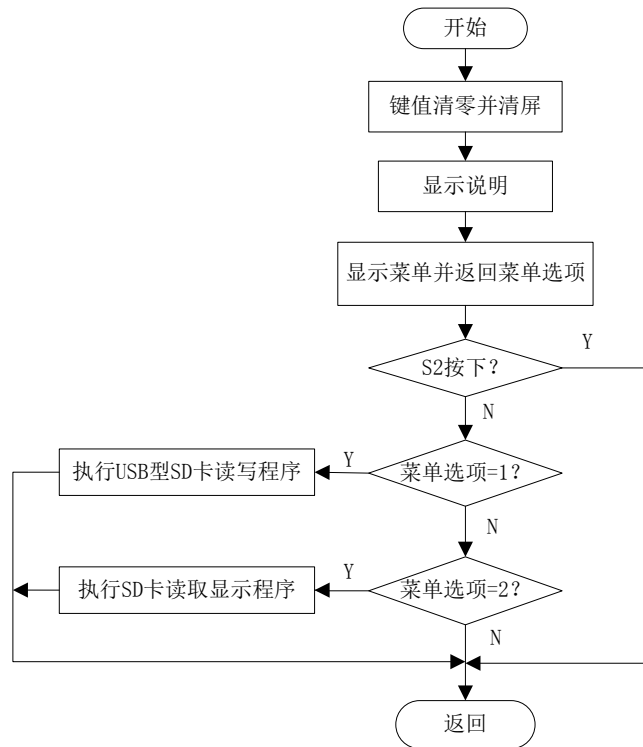 开始
键值清零并清屏
显示说明
显示菜单并返回菜单选项
S2按下?
Y
N
菜单选项=1?
Y
执行USB型SD卡读写程序
N
菜单选项=2?
Y
执行SD卡读取显示程序
N
返回